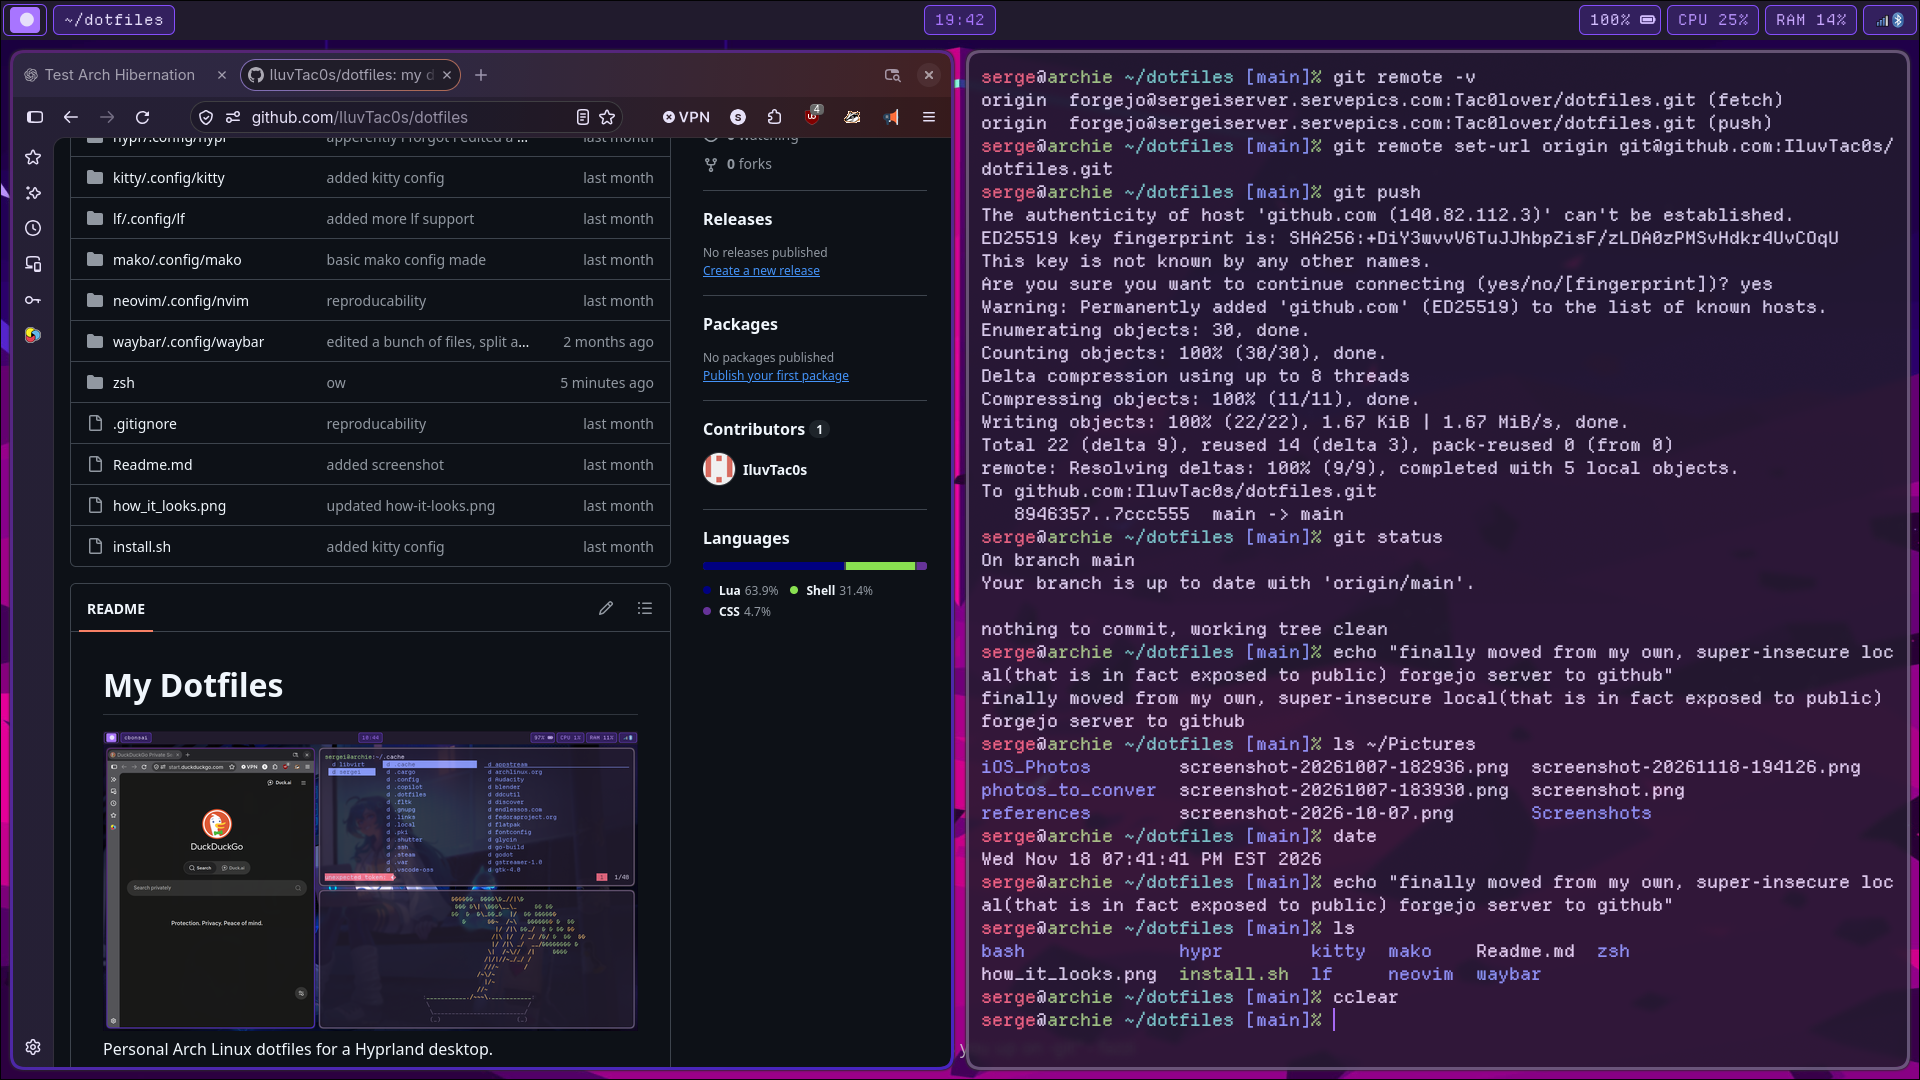 ~/dotfiles
19:42
100%
CPU 25%
RAM 14%
Test Arch Hibernation
IluvTac0s/dotfiles: my d
github.com/IluvTac0s/dotfiles
VPN
4
hypr/.config/hypr
apperently I forgot I edited a ...
last month
kitty/.config/kitty
added kitty config
last month
lf/.config/lf
added more lf support
last month
mako/.config/mako
basic mako config made
last month
neovim/.config/nvim
reproducability
last month
waybar/.config/waybar
edited a bunch of files, split a...
2 months ago
zsh
ow
5 minutes ago
.gitignore
reproducability
last month
Readme.md
added screenshot
last month
how_it_looks.png
updated how-it-looks.png
last month
install.sh
added kitty config
last month
README
My Dotfiles
DuckDuckGo
Search
Duck.ai
Search privately
Protection. Privacy. Peace of mind.
Personal Arch Linux dotfiles for a Hyprland desktop.
0 watching
0 forks
Releases
No releases published
Create a new release
Packages
No packages published
Publish your first package
Contributors 1
IluvTac0s
Languages
Lua 63.9%
Shell 31.4%
CSS 4.7%
serge@archie ~/dotfiles [main]% git remote -v
origin  forgejo@sergeiserver.servepics.com:Tac0lover/dotfiles.git (fetch)
origin  forgejo@sergeiserver.servepics.com:Tac0lover/dotfiles.git (push)
serge@archie ~/dotfiles [main]% git remote set-url origin git@github.com:IluvTac0s/
dotfiles.git
serge@archie ~/dotfiles [main]% git push
The authenticity of host 'github.com (140.82.112.3)' can't be established.
ED25519 key fingerprint is: SHA256:+DiY3wvvV6TuJJhbpZisF/zLDA0zPMSvHdkr4UvCOqU
This key is not known by any other names.
Are you sure you want to continue connecting (yes/no/[fingerprint])? yes
Warning: Permanently added 'github.com' (ED25519) to the list of known hosts.
Enumerating objects: 30, done.
Counting objects: 100% (30/30), done.
Delta compression using up to 8 threads
Compressing objects: 100% (11/11), done.
Writing objects: 100% (22/22), 1.67 KiB | 1.67 MiB/s, done.
Total 22 (delta 9), reused 14 (delta 3), pack-reused 0 (from 0)
remote: Resolving deltas: 100% (9/9), completed with 5 local objects.
To github.com:IluvTac0s/dotfiles.git
   8946357..7ccc555  main -> main
serge@archie ~/dotfiles [main]% git status
On branch main
Your branch is up to date with 'origin/main'.
nothing to commit, working tree clean
serge@archie ~/dotfiles [main]% echo "finally moved from my own, super-insecure loc
al(that is in fact exposed to public) forgejo server to github"
finally moved from my own, super-insecure local(that is in fact exposed to public)
forgejo server to github
serge@archie ~/dotfiles [main]% ls ~/Pictures
iOS_Photos        screenshot-20261007-182936.png  screenshot-20261118-194126.png
photos_to_conver  screenshot-20261007-183930.png  screenshot.png
references        screenshot-2026-10-07.png       Screenshots
serge@archie ~/dotfiles [main]% date
Wed Nov 18 07:41:41 PM EST 2026
serge@archie ~/dotfiles [main]% echo "finally moved from my own, super-insecure loc
al(that is in fact exposed to public) forgejo server to github"
serge@archie ~/dotfiles [main]% ls
bash              hypr        kitty  mako    Readme.md  zsh
how_it_looks.png  install.sh  lf     neovim  waybar
serge@archie ~/dotfiles [main]% cclear
serge@archie ~/dotfiles [main]%